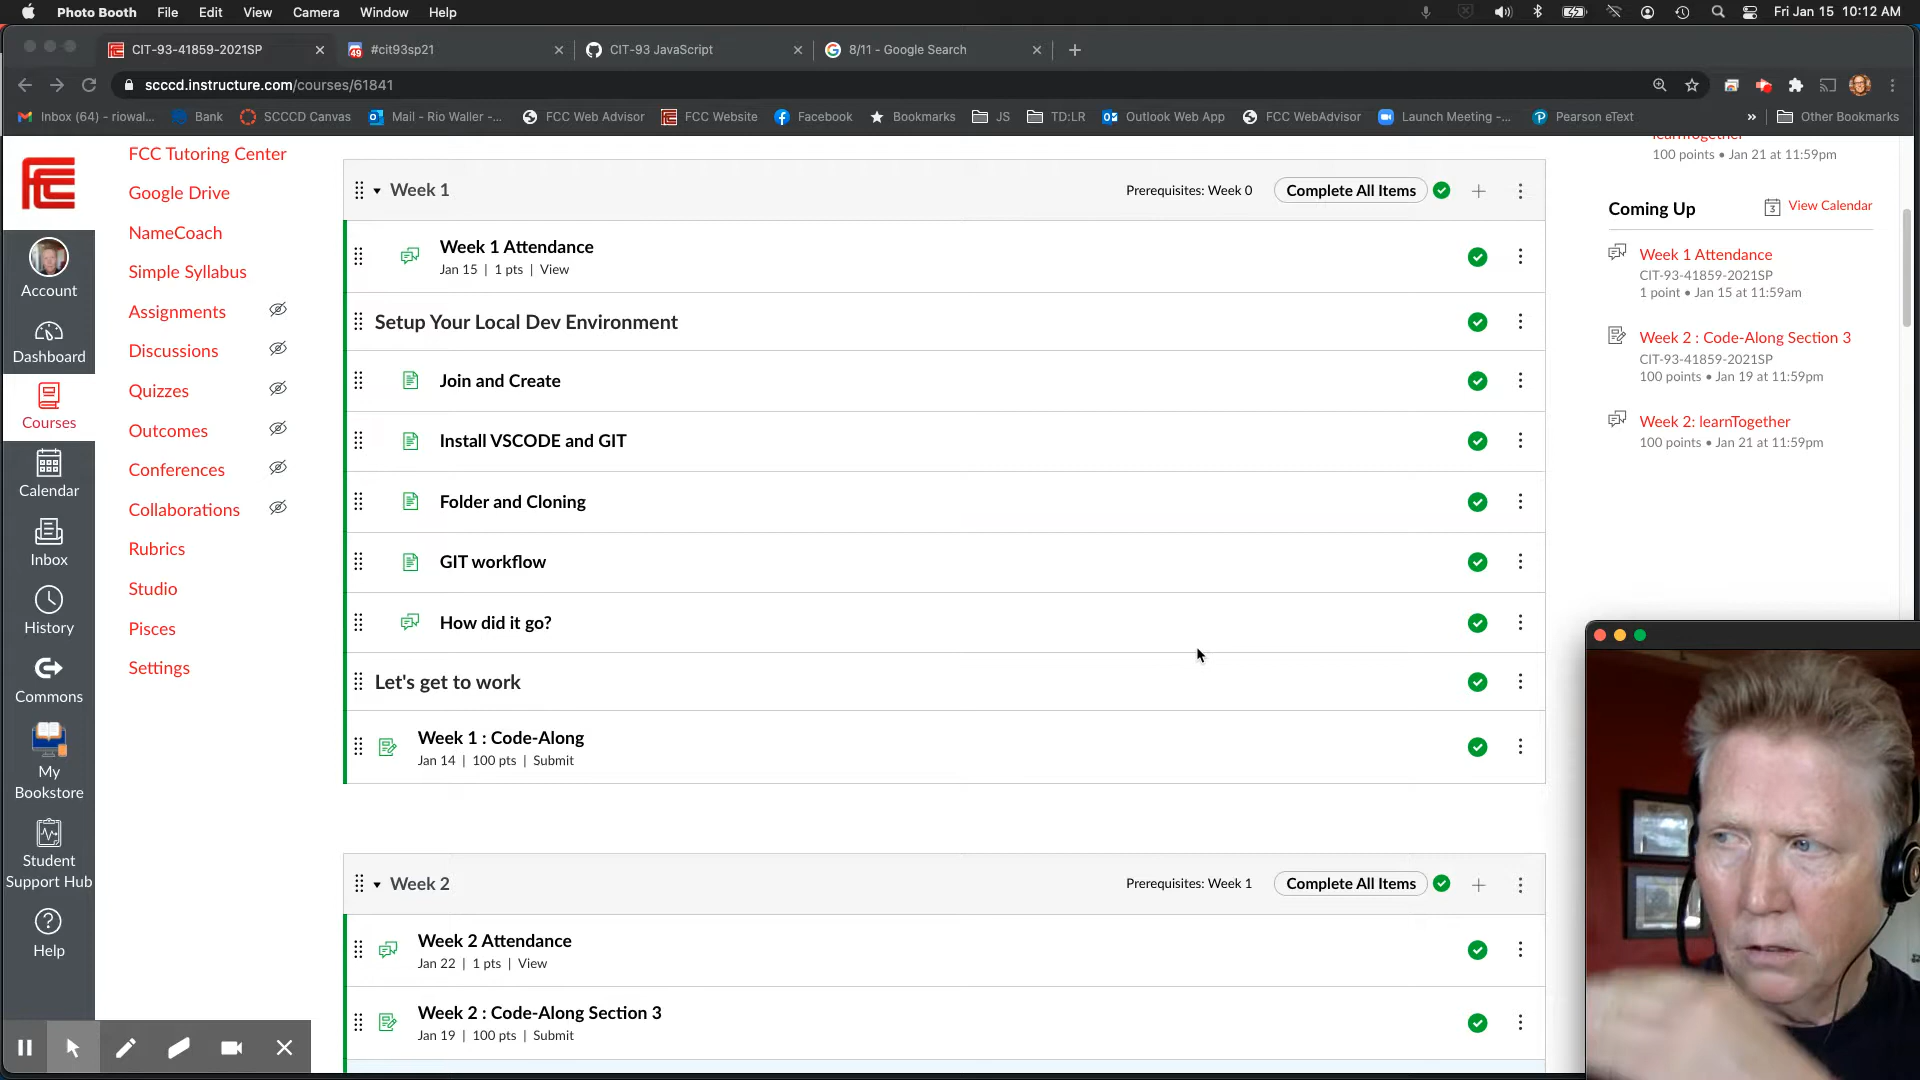 Photo Booth File Edit View Camera Window Help
Fri Jan 15 10:12 AM
CIT-93-41859-2021SP
#cit93sp21
CIT-93 JavaScript
8/11 - Google Search
scccd.instructure.com/courses/61841
Inbox (64) - riowal...
Bank
SCCCD Canvas
Mail - Rio Waller -...
FCC Web Advisor
FCC Website
Facebook
Bookmarks
JS
TD:LR
Outlook Web App
FCC WebAdvisor
Launch Meeting -...
Pearson eText
»
Other Bookmarks
FCC
Account
Dashboard
Courses
Calendar
Inbox
History
Commons
My
Bookstore
Student
Support Hub
Help
FCC Tutoring Center
Google Drive
NameCoach
Simple Syllabus
Assignments
Discussions
Quizzes
Outcomes
Conferences
Collaborations
Rubrics
Studio
Pisces
Settings
Week 1
Prerequisites: Week 0
Complete All Items
Week 1 Attendance
Jan 15 | 1 pts | View
Setup Your Local Dev Environment
Join and Create
Install VSCODE and GIT
Folder and Cloning
GIT workflow
How did it go?
Let's get to work
Week 1 : Code-Along
Jan 14 | 100 pts | Submit
Week 2
Prerequisites: Week 1
Complete All Items
Week 2 Attendance
Jan 22 | 1 pts | View
Week 2 : Code-Along Section 3
Jan 19 | 100 pts | Submit
learnTogether
100 points • Jan 21 at 11:59pm
Coming Up
3
View Calendar
Week 1 Attendance
CIT-93-41859-2021SP
1 point • Jan 15 at 11:59am
Week 2 : Code-Along Section 3
CIT-93-41859-2021SP
100 points • Jan 19 at 11:59pm
Week 2: learnTogether
100 points • Jan 21 at 11:59pm